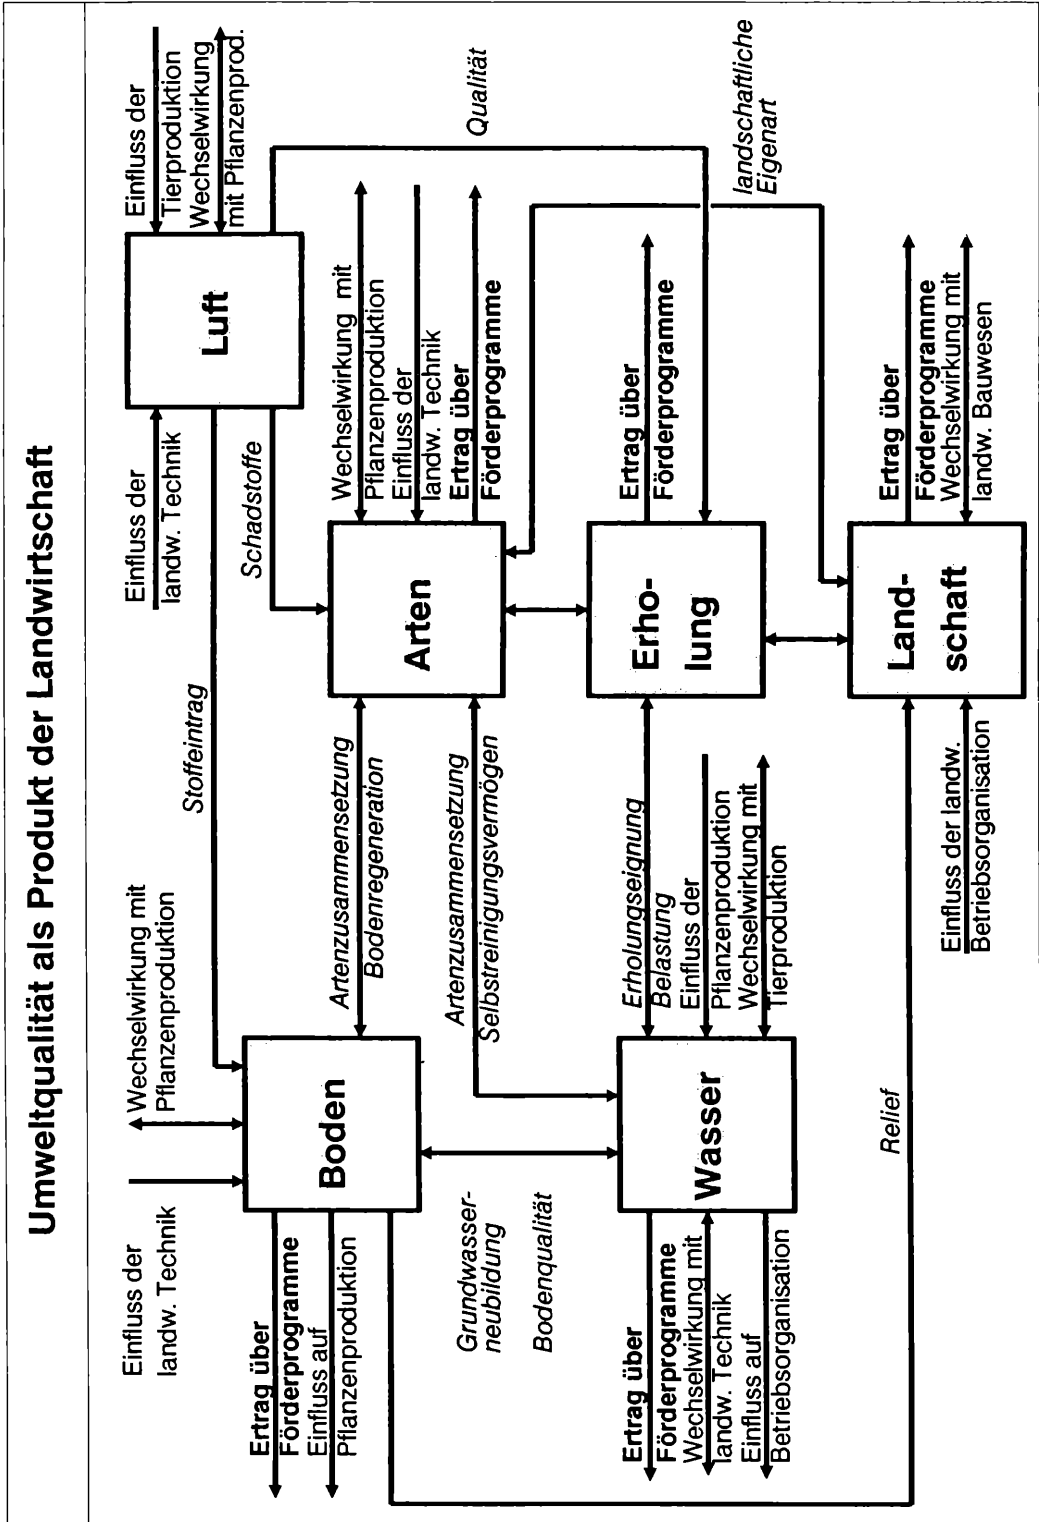 Umweltqualität als Produkt der Landwirtschaft
Einfluss der
landw. Technik
Wechselwirkung mit
Pflanzenproduktion
Einfluss der
landw. Technik
Einfluss der
Tierproduktion
Wechselwirkung
mit Pflanzenprod.
Luft
Stoffeintrag
Schadstoffe
Boden
Ertrag über
Förderprogramme
Einfluss auf
Pflanzenproduktion
Artenzusammensetzung
Bodenregeneration
Arten
Wechselwirkung mit
Pflanzenproduktion
Einfluss der
landw. Technik
Ertrag über
Förderprogramme
Qualität
Artenzusammensetzung
Selbstreinigungsvermögen
Grundwasser-
neubildung
Bodenqualität
Wasser
Ertrag über
Förderprogramme
Wechselwirkung mit
landw. Technik
Einfluss auf
Betriebsorganisation
Erholungseignung
Belastung
Einfluss der
Pflanzenproduktion
Wechselwirkung mit
Tierproduktion
Erho-
lung
Ertrag über
Förderprogramme
landschaftliche
Eigenart
Relief
Land-
schaft
Einfluss der landw.
Betriebsorganisation
Ertrag über
Förderprogramme
Wechselwirkung mit
landw. Bauwesen